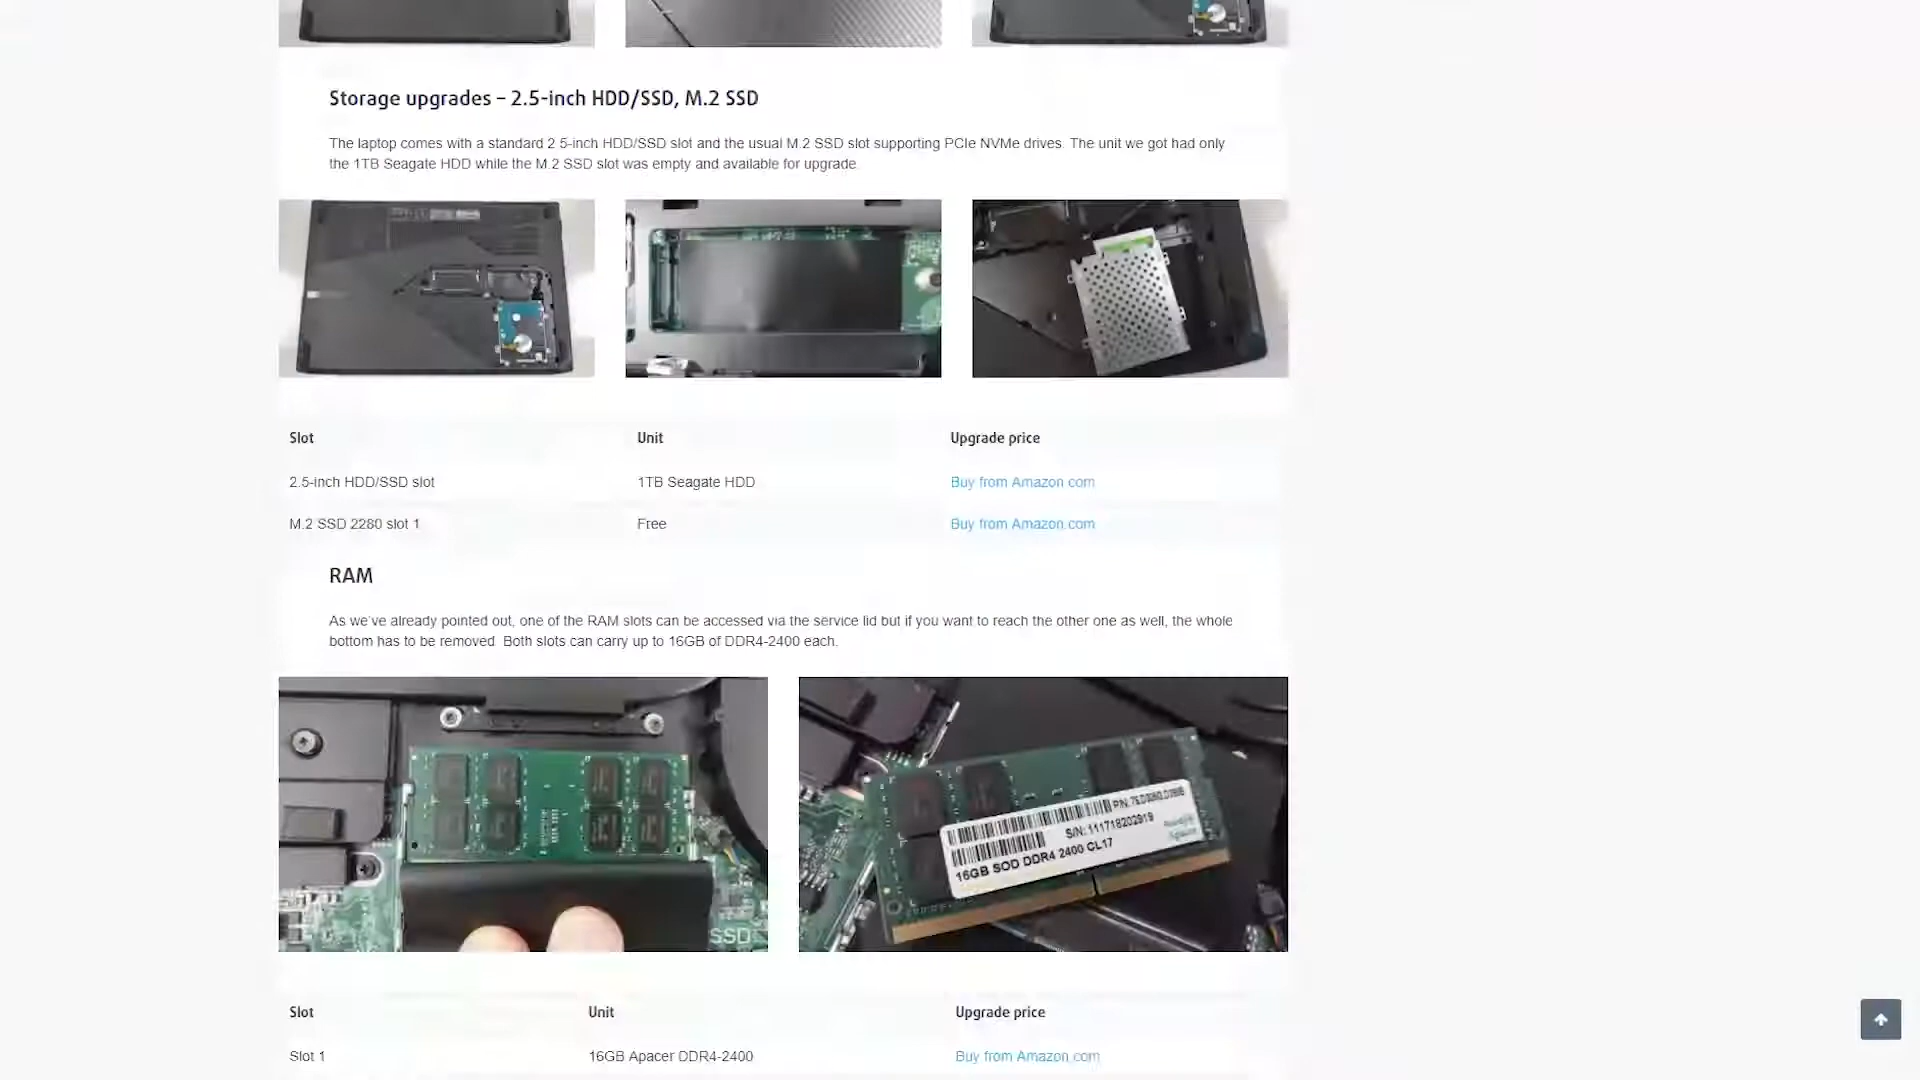 Storage upgrades – 2.5-inch HDD/SSD, M.2 SSD
The laptop comes with a standard 2 5-inch HDD/SSD slot and the usual M.2 SSD slot supporting PCIe NVMe drives. The unit we got had only
the 1TB Seagate HDD while the M.2 SSD slot was empty and available for upgrade
Slot Unit Upgrade price
2.5-inch HDD/SSD slot 1TB Seagate HDD Buy from Amazon com
M.2 SSD 2280 slot 1 Free Buy from Amazon.com
RAM
As we've already pointed out, one of the RAM slots can be accessed via the service lid but if you want to reach the other one as well, the whole
bottom has to be removed. Both slots can carry up to 16GB of DDR4-2400 each.
SSD
S/N: 111718202919
16GB SOD DDR4 2400 CL17
Slot Unit Upgrade price
Slot 1 16GB Apacer DDR4-2400 Buy from Amazon.com